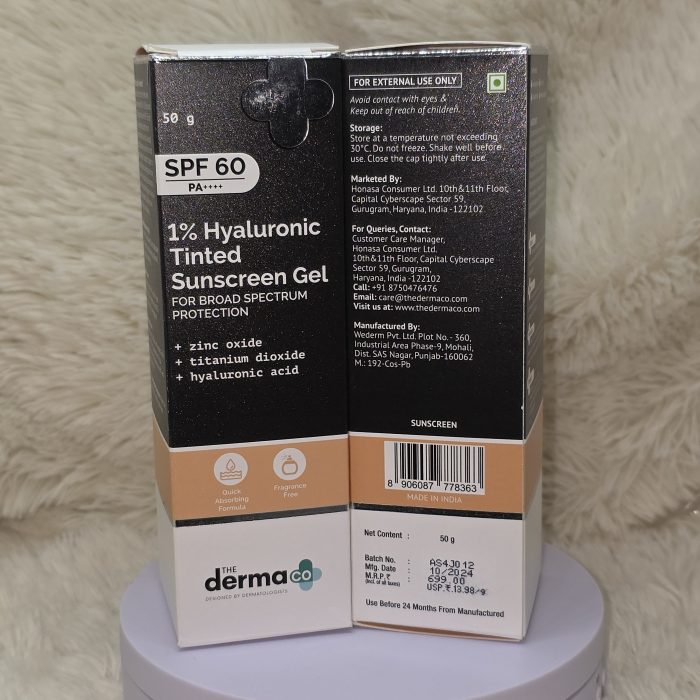 50 g
SPF 60
PA++++
1% Hyaluronic
Tinted
Sunscreen Gel
FOR BROAD SPECTRUM
PROTECTION
+ zinc oxide
+ titanium dioxide
+ hyaluronic acid
Quick
Absorbing
Formula
Fragrance
Free
THE
derma co
DESIGNED BY DERMATOLOGISTS
FOR EXTERNAL USE ONLY
Avoid contact with eyes &
Keep out of reach of children.
Storage:
Store at a temperature not exceeding
30°C. Do not freeze. Shake well before
use. Close the cap tightly after use.
Marketed By:
Honasa Consumer Ltd. 10th&11th Floor,
Capital Cyberscape Sector 59,
Gurugram, Haryana, India -122102
For Queries, Contact:
Customer Care Manager,
Honasa Consumer Ltd.
10th&11th Floor, Capital Cyberscape
Sector 59, Gurugram,
Haryana, India -122102
Call: +91 8750476476
Email: care@thedermaco.com
Visit us at: www.thedermaco.com
Manufactured By:
Wederm Pvt. Ltd. Plot No.- 360,
Industrial Area Phase-9, Mohali,
Dist. SAS Nagar, Punjab-160062
M.: 192-Cos-Pb
SUNSCREEN
8 906087 778363
MADE IN INDIA
Net Content : 50 g
Batch No. : AS4J012
Mfg. Date : 10/2024
M.R.P.₹ : 699.00
(Incl. of all taxes) USP.₹.13.98/g
Use Before 24 Months From Manufactured